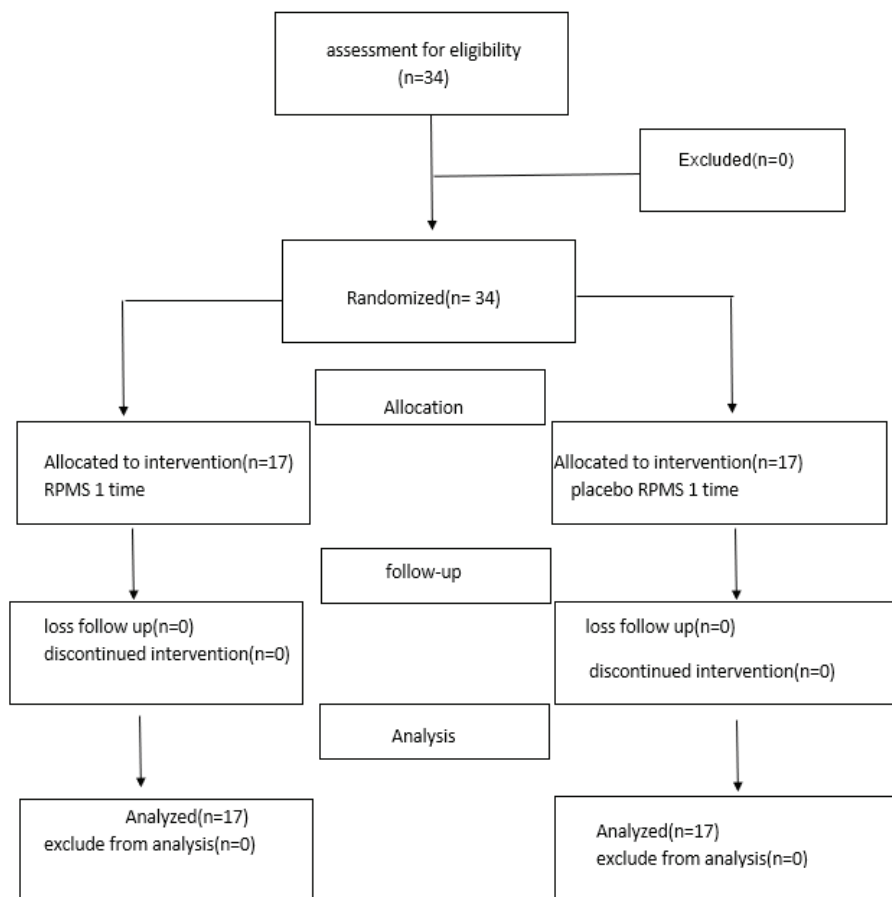 assessment for eligibility
(n=34)
Excluded(n=0)
Randomized(n= 34)
Allocation
Allocated to intervention(n=17)
RPMS 1 time
Allocated to intervention(n=17)
placebo RPMS 1 time
follow-up
loss follow up(n=0)
discontinued intervention(n=0)
loss follow up(n=0)
discontinued intervention(n=0)
Analysis
Analyzed(n=17)
exclude from analysis(n=0)
Analyzed(n=17)
exclude from analysis(n=0)